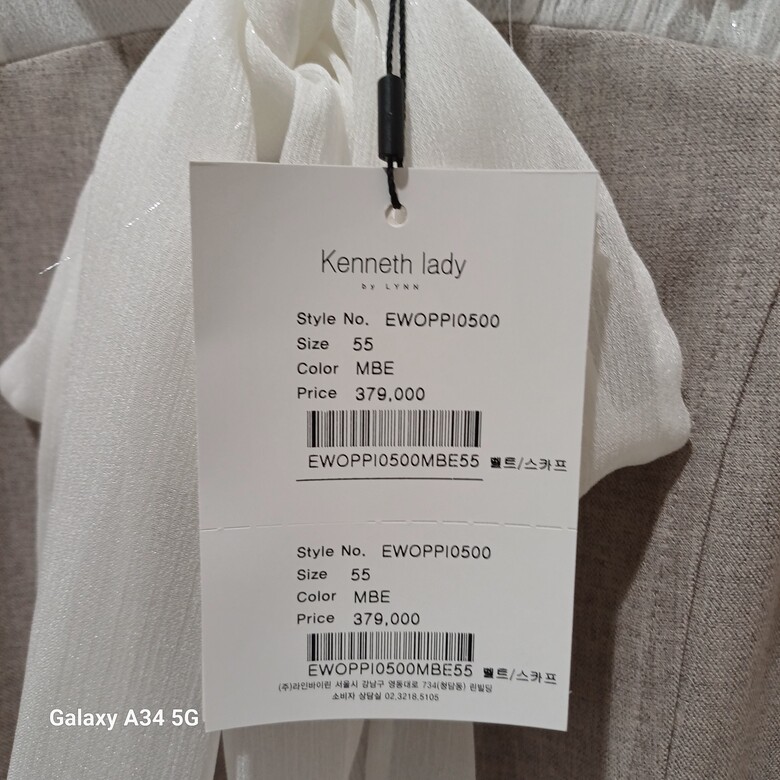 Kenneth lady
by LYNN
Style No. EWOPPI0500
Size 55
Color MBE
Price 379,000
EWOPPI0500MBE55 벨트/스카프
Style No. EWOPPI0500
Size 55
Color MBE
Price 379,000
EWOPPI0500MBE55 벨트/스카프
(주)라인바이린 서울시 강남구 영동대로 734(청담동) 린빌딩
소비자 상담실 02.3218.5105
Galaxy A34 5G